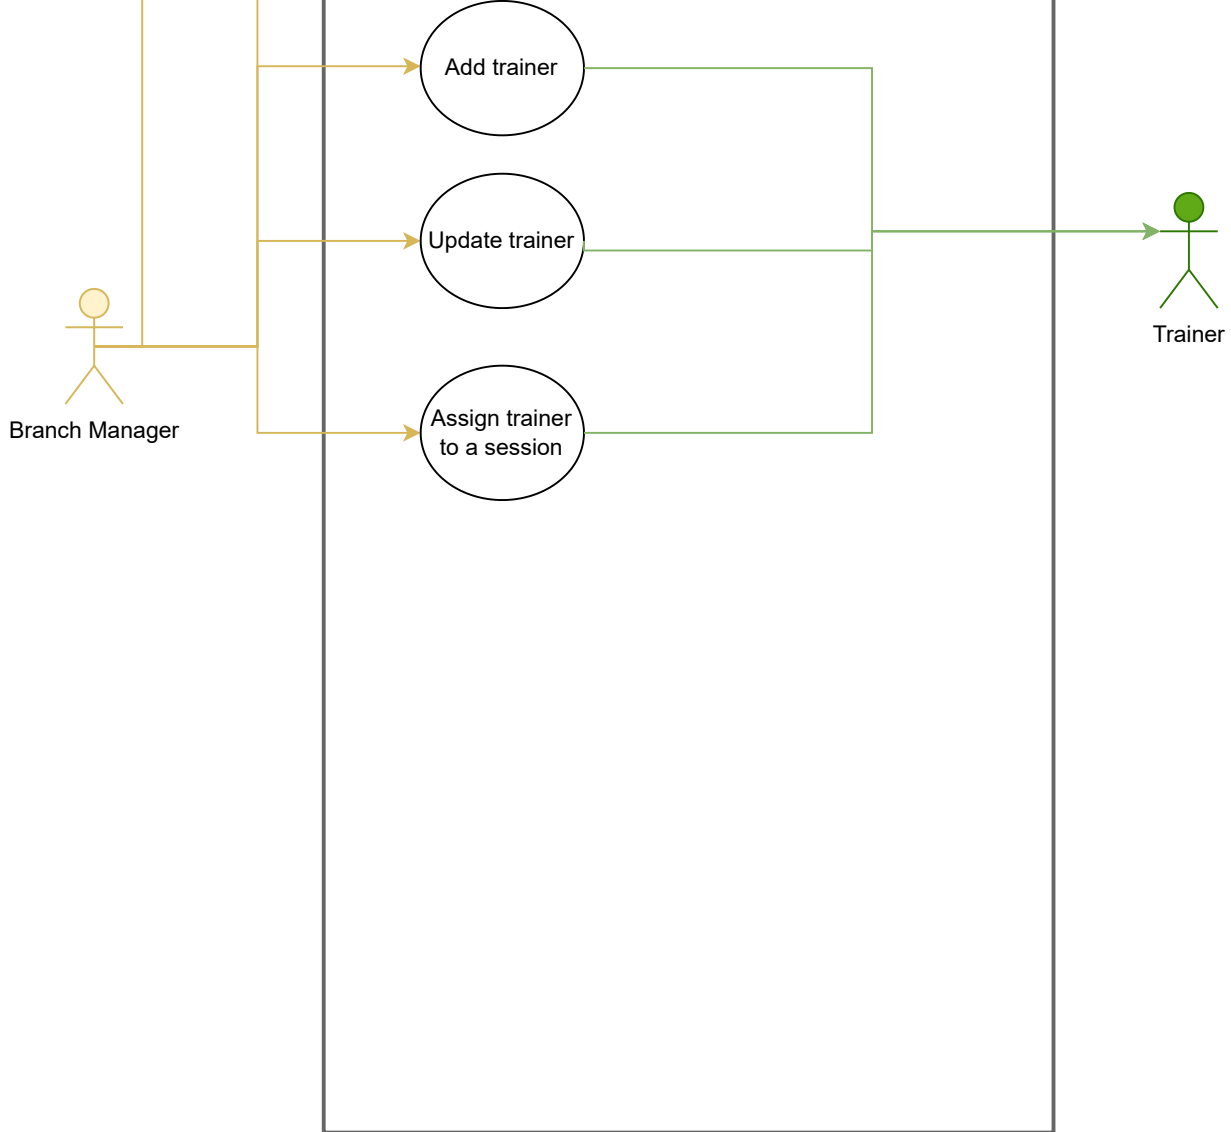 Add trainer
Update trainer
Trainer
Assign trainer
to a session
Branch Manager